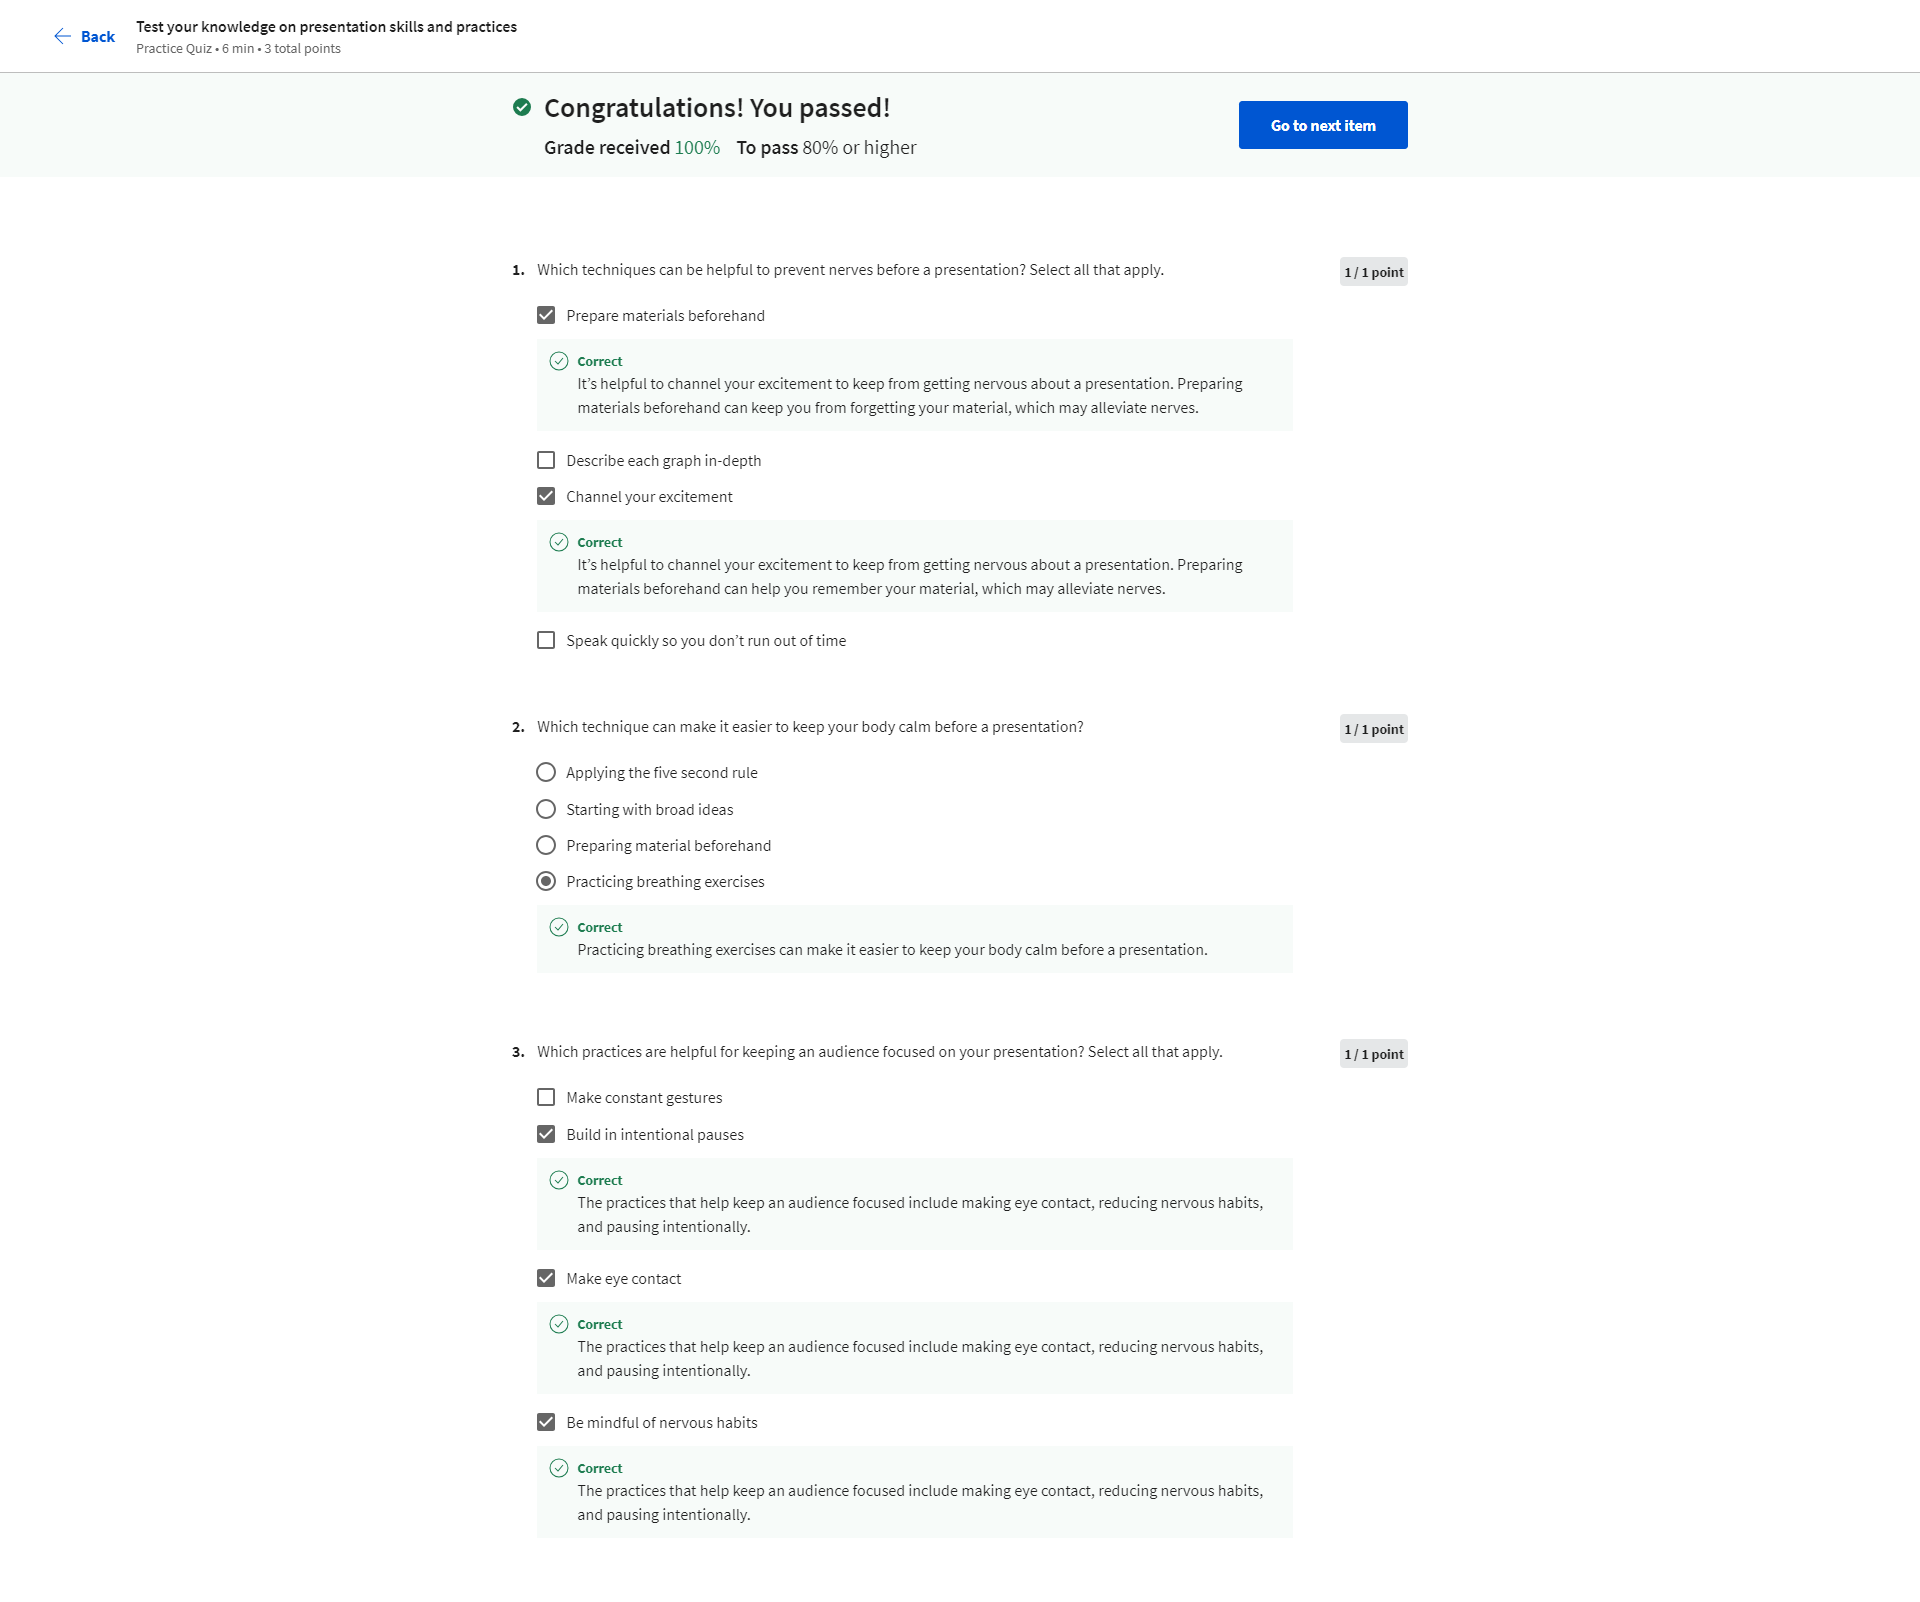 Back
Test your knowledge on presentation skills and practices
Practice Quiz • 6 min • 3 total points
Congratulations! You passed!
Grade received 100% To pass 80% or higher
Go to next item
1. Which techniques can be helpful to prevent nerves before a presentation? Select all that apply.
1 / 1 point
Prepare materials beforehand
Correct
It’s helpful to channel your excitement to keep from getting nervous about a presentation. Preparing
materials beforehand can keep you from forgetting your material, which may alleviate nerves.
Describe each graph in-depth
Channel your excitement
Correct
It’s helpful to channel your excitement to keep from getting nervous about a presentation. Preparing
materials beforehand can help you remember your material, which may alleviate nerves.
Speak quickly so you don’t run out of time
2. Which technique can make it easier to keep your body calm before a presentation?
1 / 1 point
Applying the five second rule
Starting with broad ideas
Preparing material beforehand
Practicing breathing exercises
Correct
Practicing breathing exercises can make it easier to keep your body calm before a presentation.
3. Which practices are helpful for keeping an audience focused on your presentation? Select all that apply.
1 / 1 point
Make constant gestures
Build in intentional pauses
Correct
The practices that help keep an audience focused include making eye contact, reducing nervous habits,
and pausing intentionally.
Make eye contact
Correct
The practices that help keep an audience focused include making eye contact, reducing nervous habits,
and pausing intentionally.
Be mindful of nervous habits
Correct
The practices that help keep an audience focused include making eye contact, reducing nervous habits,
and pausing intentionally.